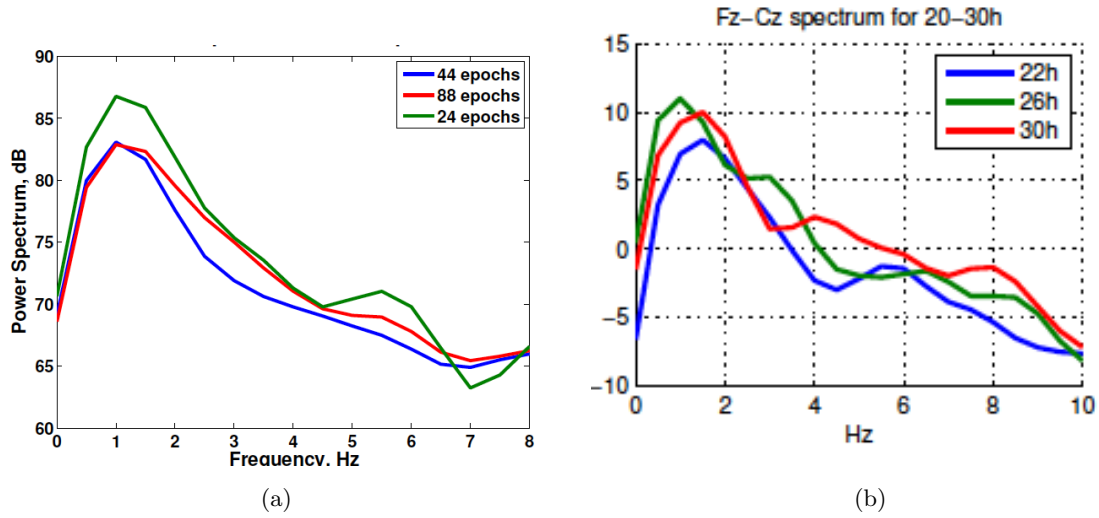 90
85
80
75
70
65
60
Power Spectrum, dB
44 epochs
88 epochs
24 epochs
0 1 2 3 4 5 6 7 8
Frequency, Hz
(a)
Fz-Cz spectrum for 20-30h
15
10
5
0
-5
-10
22h
26h
30h
0 2 4 6 8 10
Hz
(b)